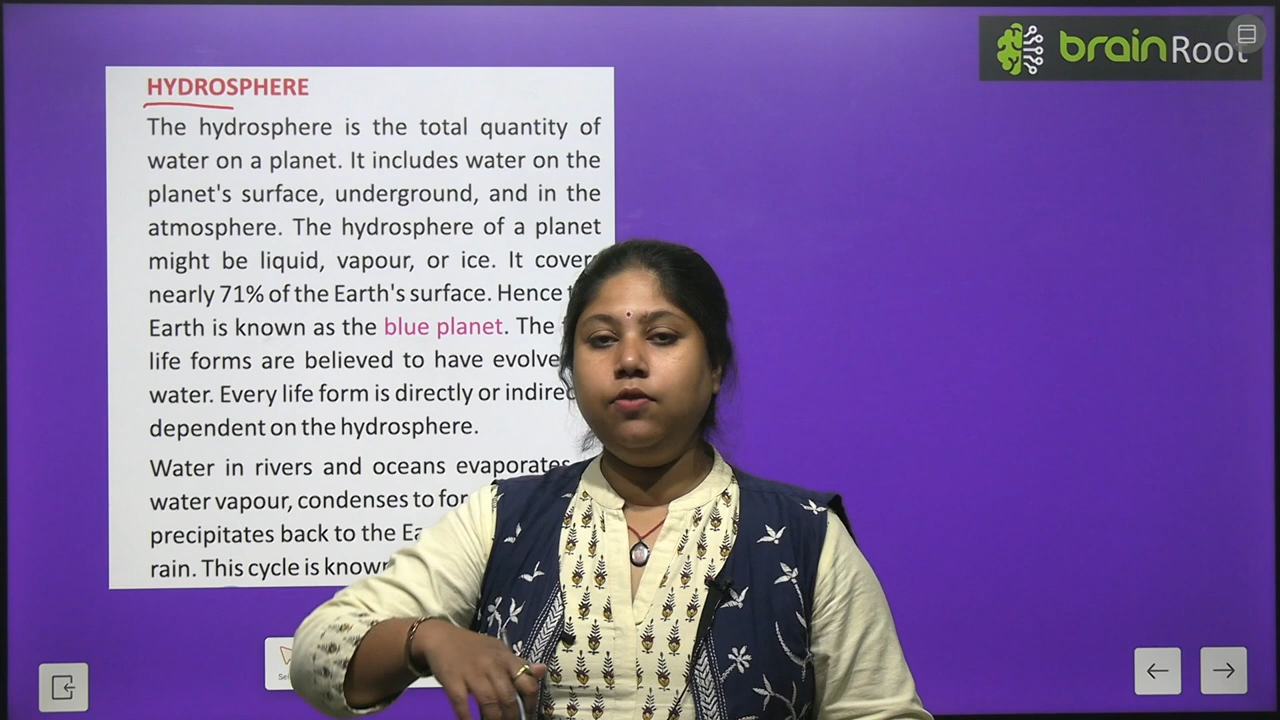 brainRoot
HYDROSPHERE
The hydrosphere is the total quantity of
water on a planet. It includes water on the
planet's surface, underground, and in the
atmosphere. The hydrosphere of a planet
might be liquid, vapour, or ice. It cover
nearly 71% of the Earth's surface. Hence
Earth is known as the blue planet. The
life forms are believed to have evolve
water. Every life form is directly or indirec
dependent on the hydrosphere.
Water in rivers and oceans evaporates
water vapour, condenses to for
precipitates back to the Ea
rain. This cycle is known